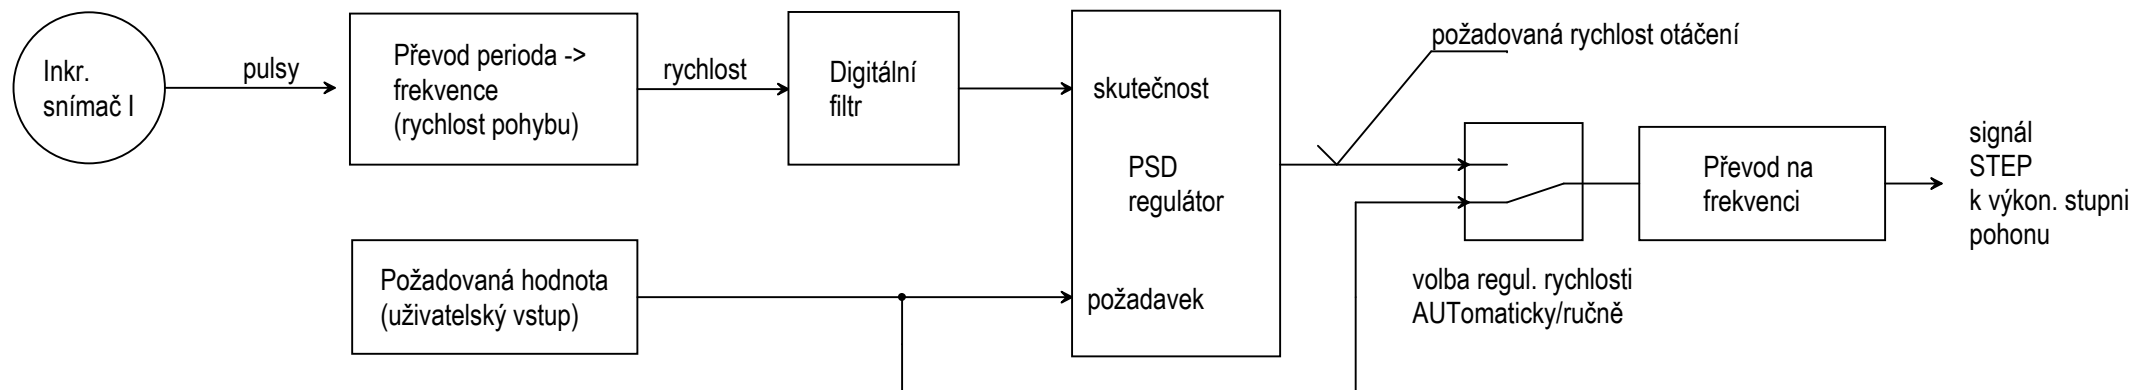 Inkr.
snímač I
pulsy
Převod perioda ->
frekvence
(rychlost pohybu)
rychlost
Digitální
filtr
skutečnost
PSD
regulátor
požadavek
požadovaná rychlost otáčení
Převod na
frekvenci
signál
STEP
k výkon. stupni
pohonu
Požadovaná hodnota
(uživatelský vstup)
volba regul. rychlosti
AUTomaticky/ručně